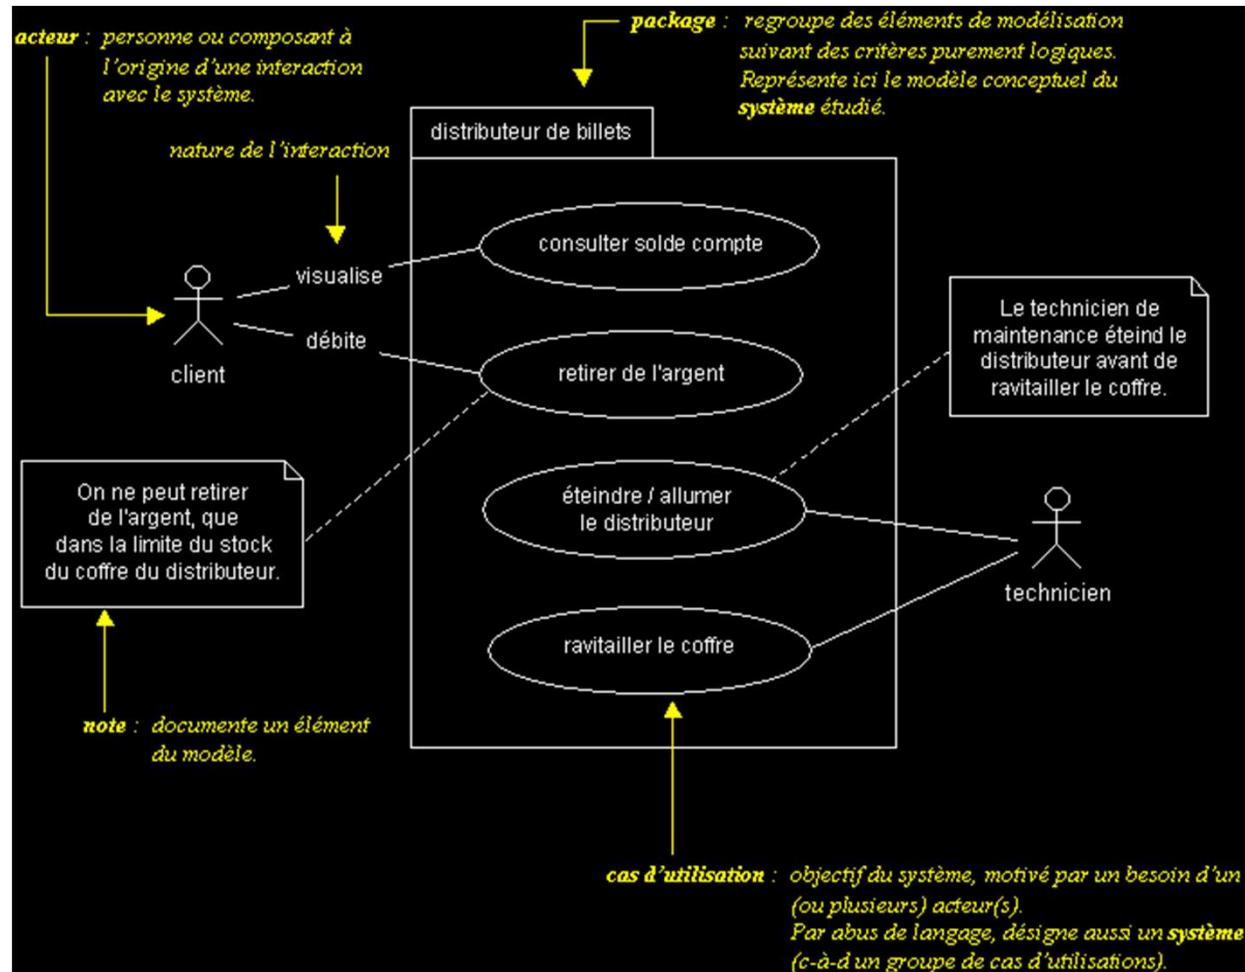 acteur : personne ou composant à
l'origine d'une interaction
avec le système.
package : regroupe des éléments de modélisation
suivant des critères purement logiques.
Représente ici le modèle conceptuel du
système étudié.
distributeur de billets
nature de l'interaction
consulter solde compte
visualise
débite
client
retirer de l'argent
Le technicien de
maintenance éteind le
distributeur avant de
ravitailler le coffre.
On ne peut retirer
de l'argent, que
dans la limite du stock
du coffre du distributeur.
éteindre / allumer
le distributeur
technicien
ravitailler le coffre
note : documente un élément
du modèle.
cas d'utilisation : objectif du système, motivé par un besoin d'un
(ou plusieurs) acteur(s).
Par abus de langage, désigne aussi un système
(c-à-d un groupe de cas d'utilisations).